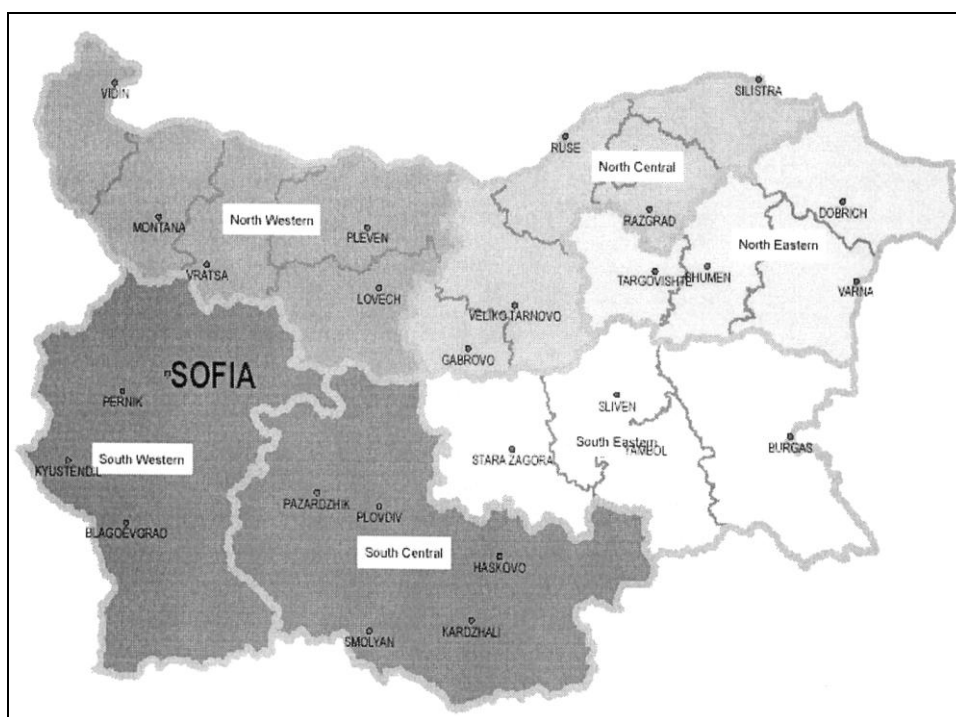 VIDIN
SILISTRA
RUSE
North Central
RAZGRAD
DOBRICH
MONTANA
North Western
PLEVEN
North Eastern
VRATSA
TARGOVISHTE
SHUMEN
VARNA
LOVECH
VELIKO TARNOVO
GABROVO
SOFIA
PERNIK
SLIVEN
BURGAS
South Eastern
YAMBOL
STARA ZAGORA
South Western
KYUSTENDIL
PAZARDZHIK
PLOVDIV
BLAGOEVGRAD
South Central
HASKOVO
KARDZHALI
SMOLYAN